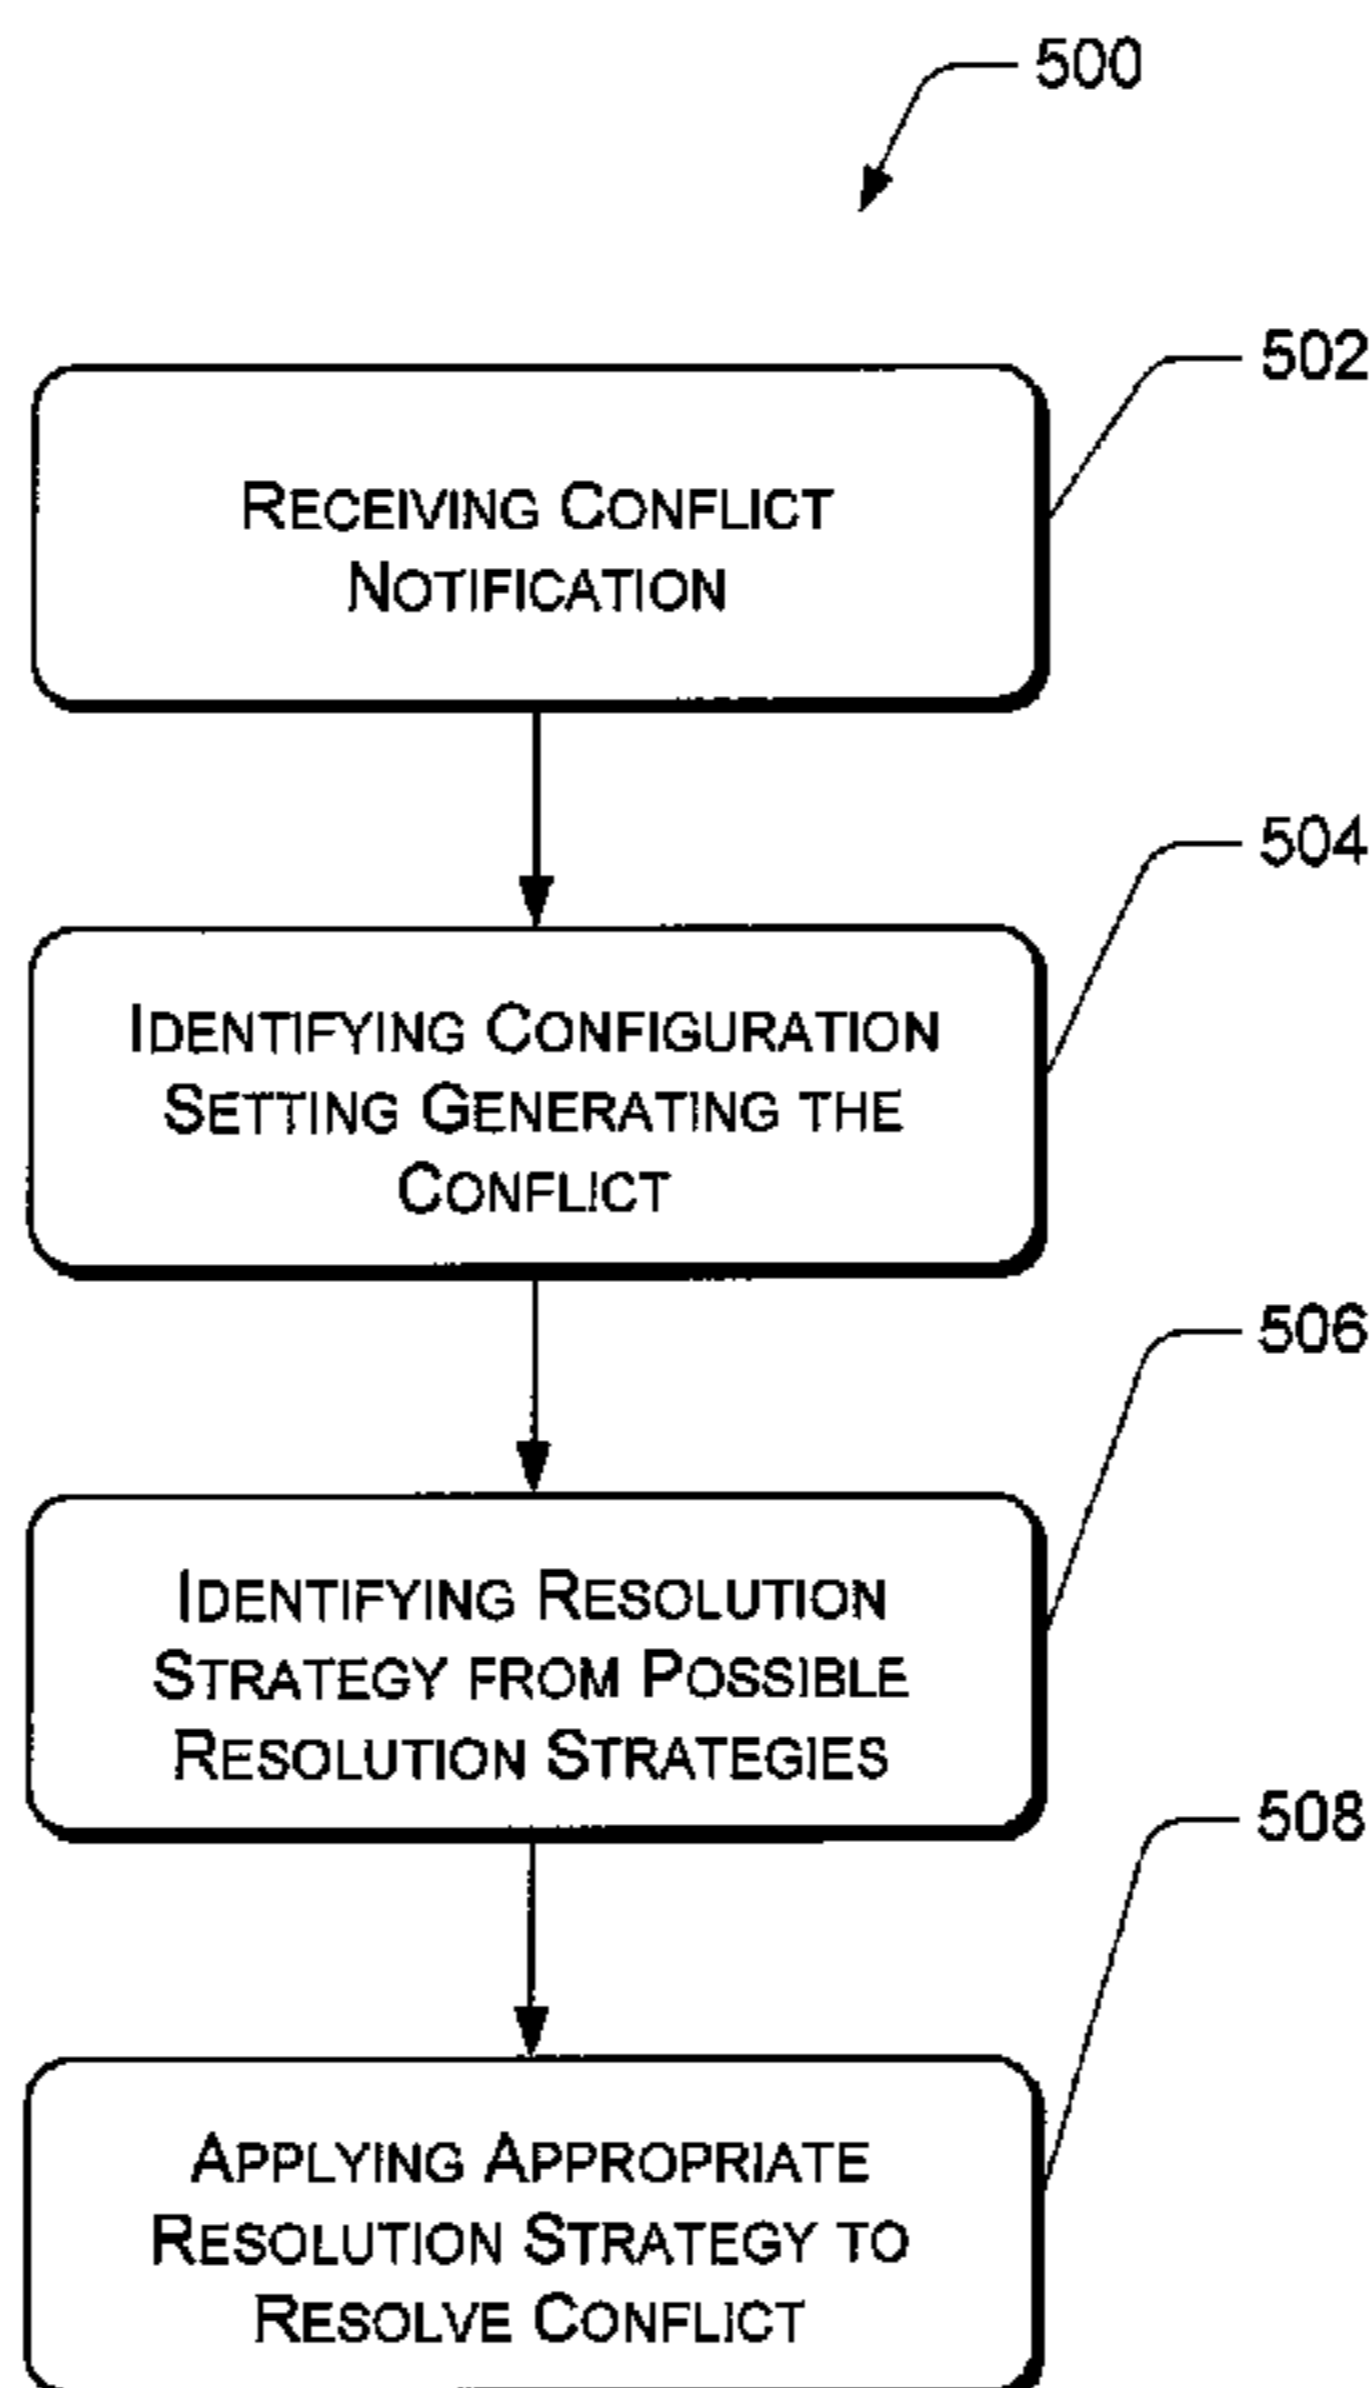 500
502
RECEIVING CONFLICT
NOTIFICATION
504
IDENTIFYING CONFIGURATION
SETTING GENERATING THE
CONFLICT
506
IDENTIFYING RESOLUTION
STRATEGY FROM POSSIBLE
RESOLUTION STRATEGIES
508
APPLYING APPROPRIATE
RESOLUTION STRATEGY TO
RESOLVE CONFLICT